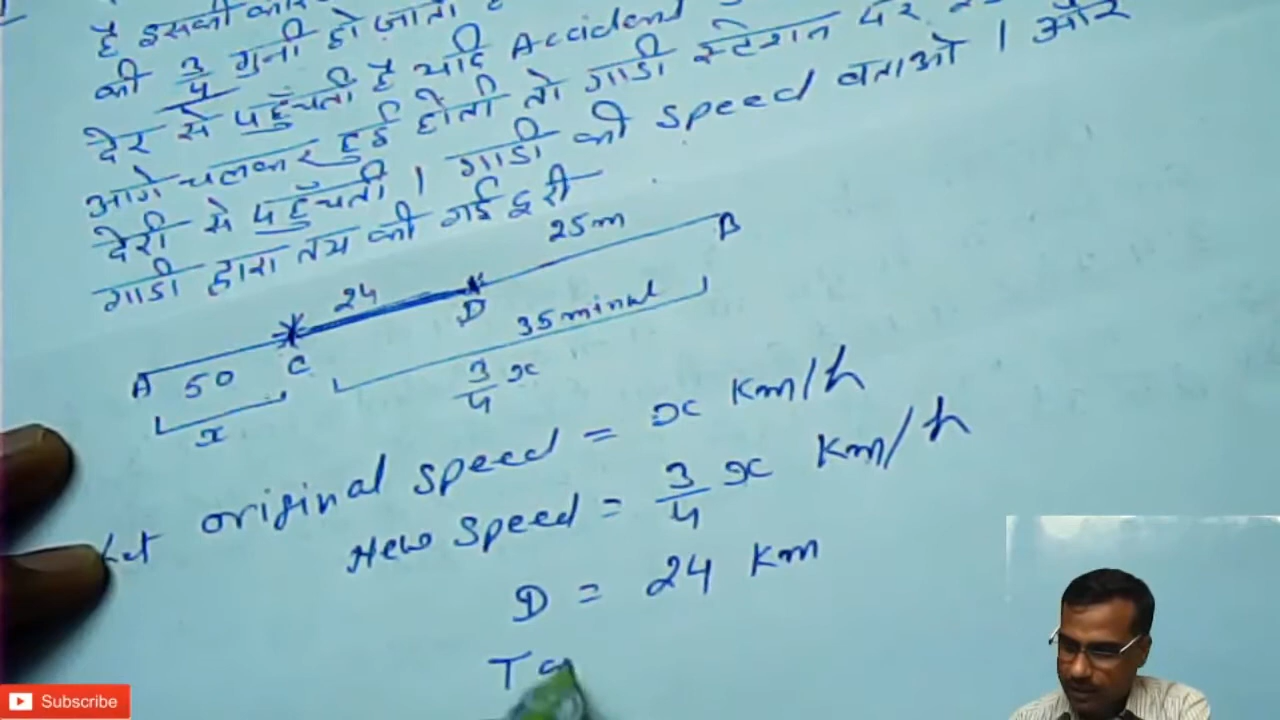 है इसकी कारण
की 3/4 गुनी हो जाती है
देर से पहुँचती है यदि Accident
आगे चलकर हुई होती तो गाडी स्टेशन पर
देरी से पहुँचती । गाडी की speed बताओ । और
गाडी द्वारा तय की गई दूरी
A 50 C 24 D 25m B
x 3/4 x 35 minut
Let original speed = x km/h
New speed = 3/4 x km/h
D = 24 km
T
Subscribe